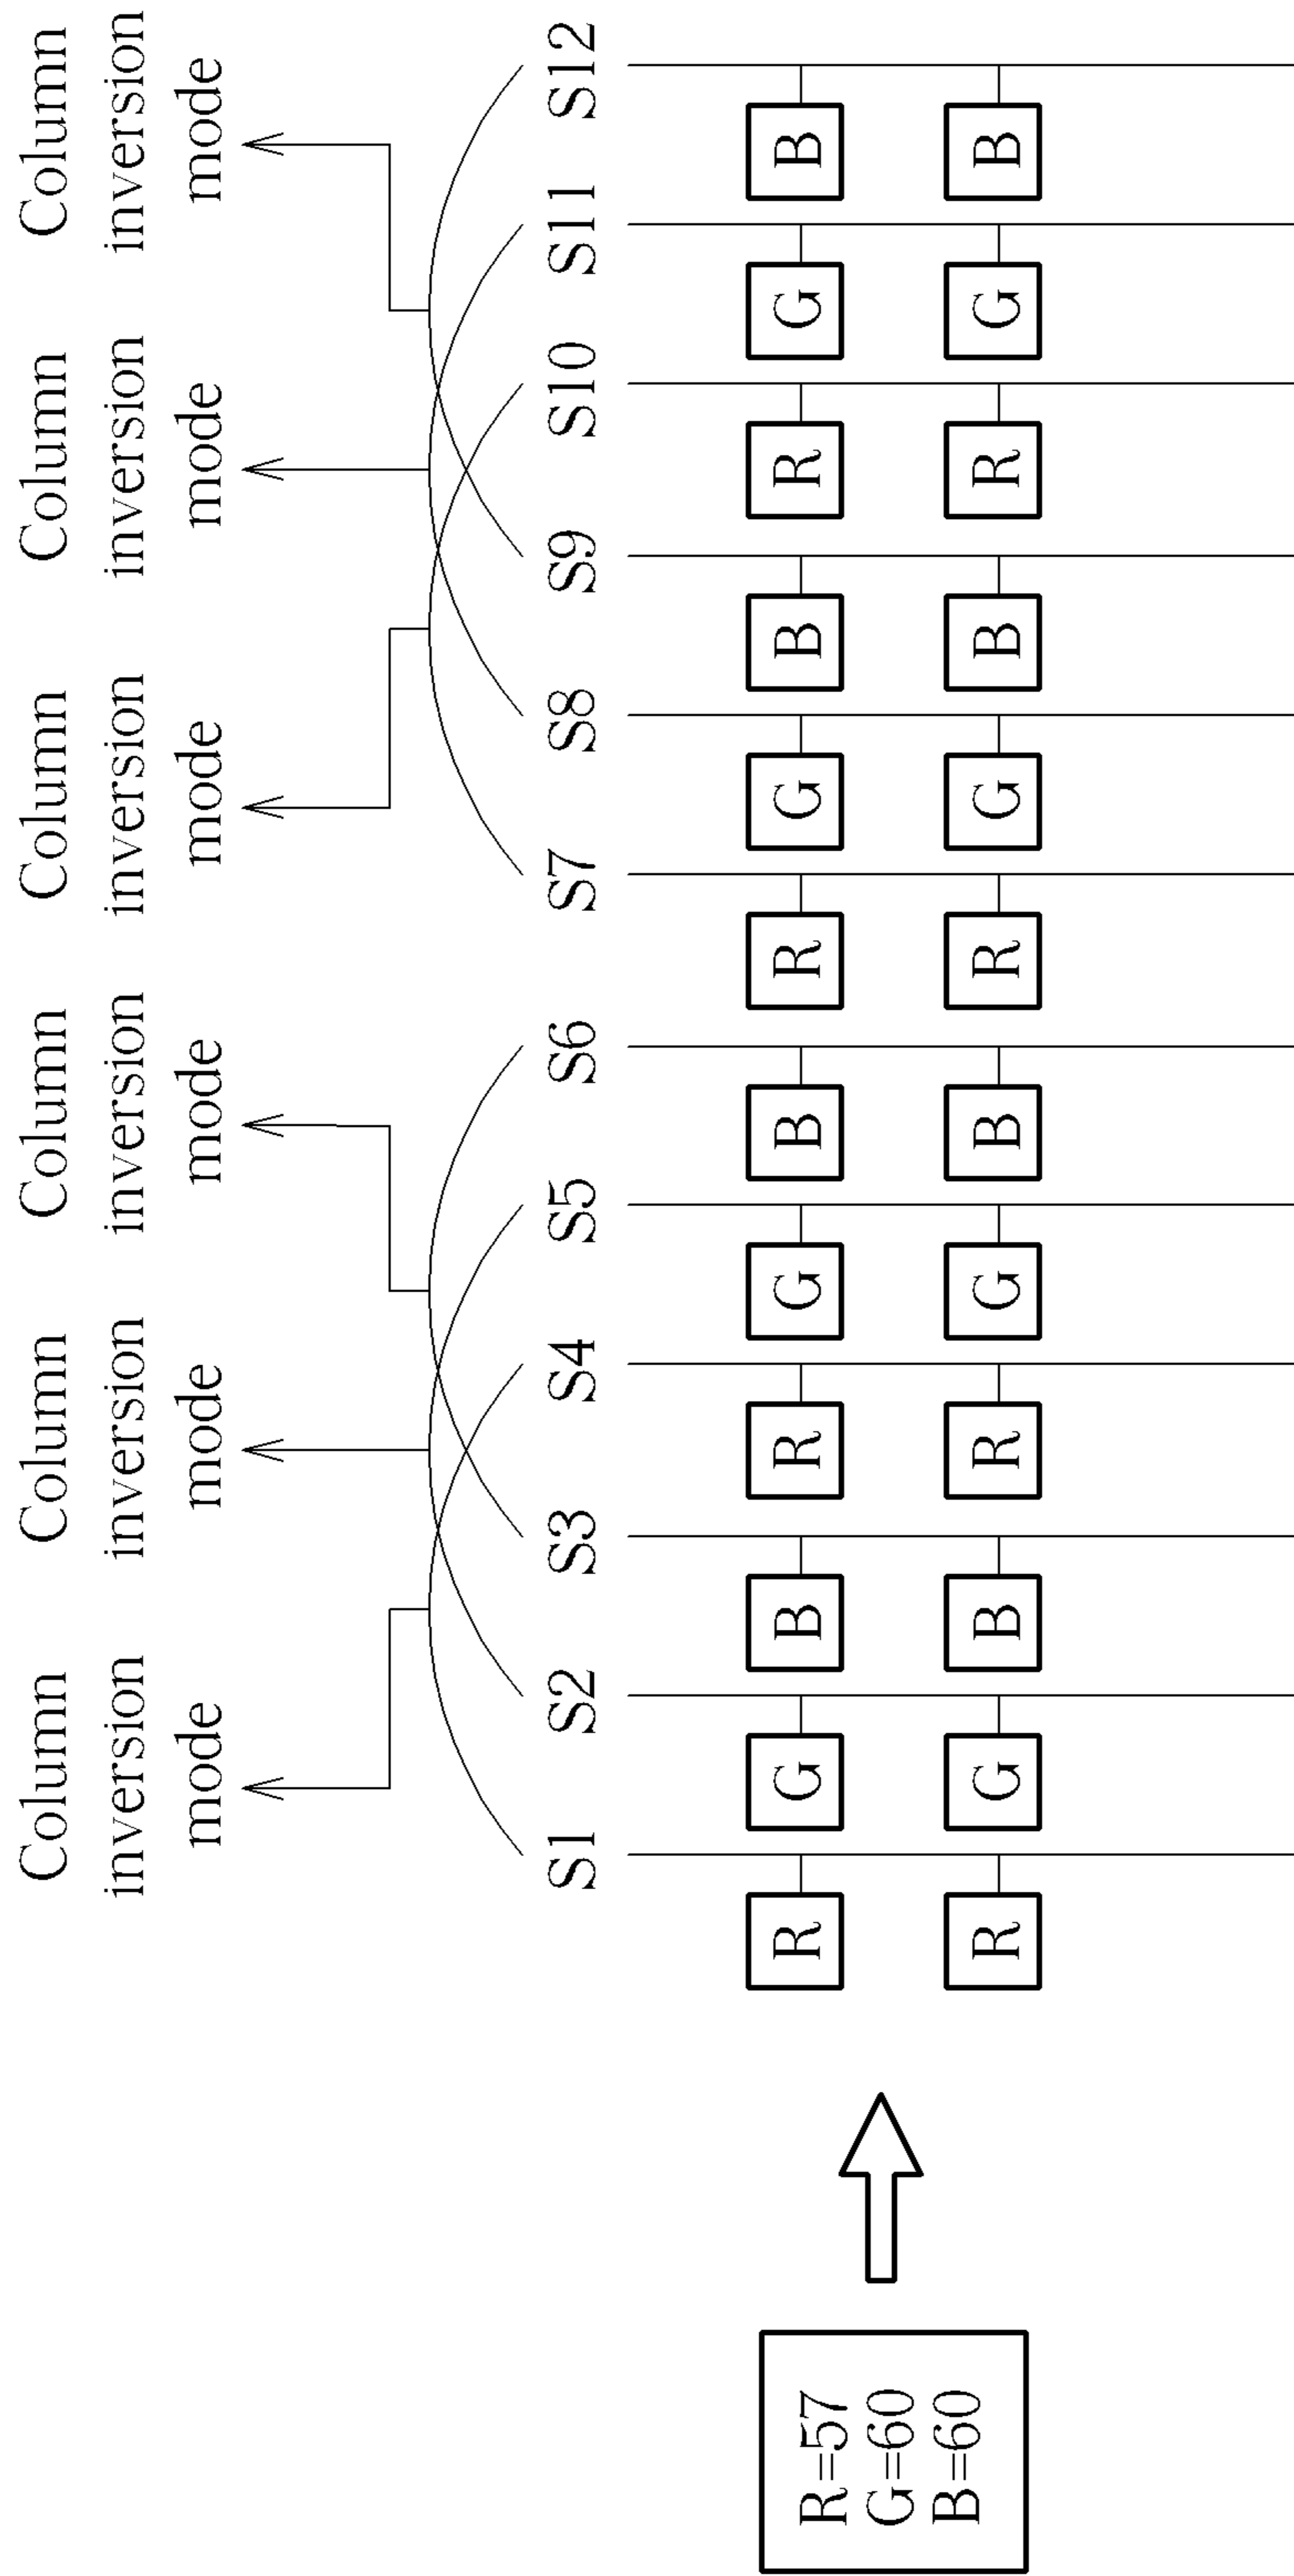 Column inversion mode Column inversion mode Column inversion mode Column inversion mode Column inversion mode Column inversion mode
S1 S2 S3 S4 S5 S6 S7 S8 S9 S10 S11 S12
R=57
G=60
B=60
R G B R G B R G B R G B
R G B R G B R G B R G B